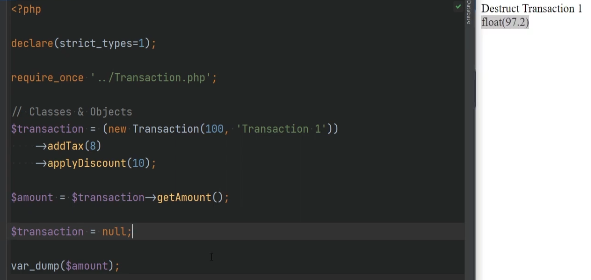 <?php
declare(strict_types=1);
require_once '../Transaction.php';
// Classes & Objects
$transaction = (new Transaction(100, 'Transaction 1'))
->addTax(8)
->applyDiscount(10);
$amount = $transaction->getAmount();
$transaction = null;
var_dump($amount);
Destruct Transaction 1
float(97.2)